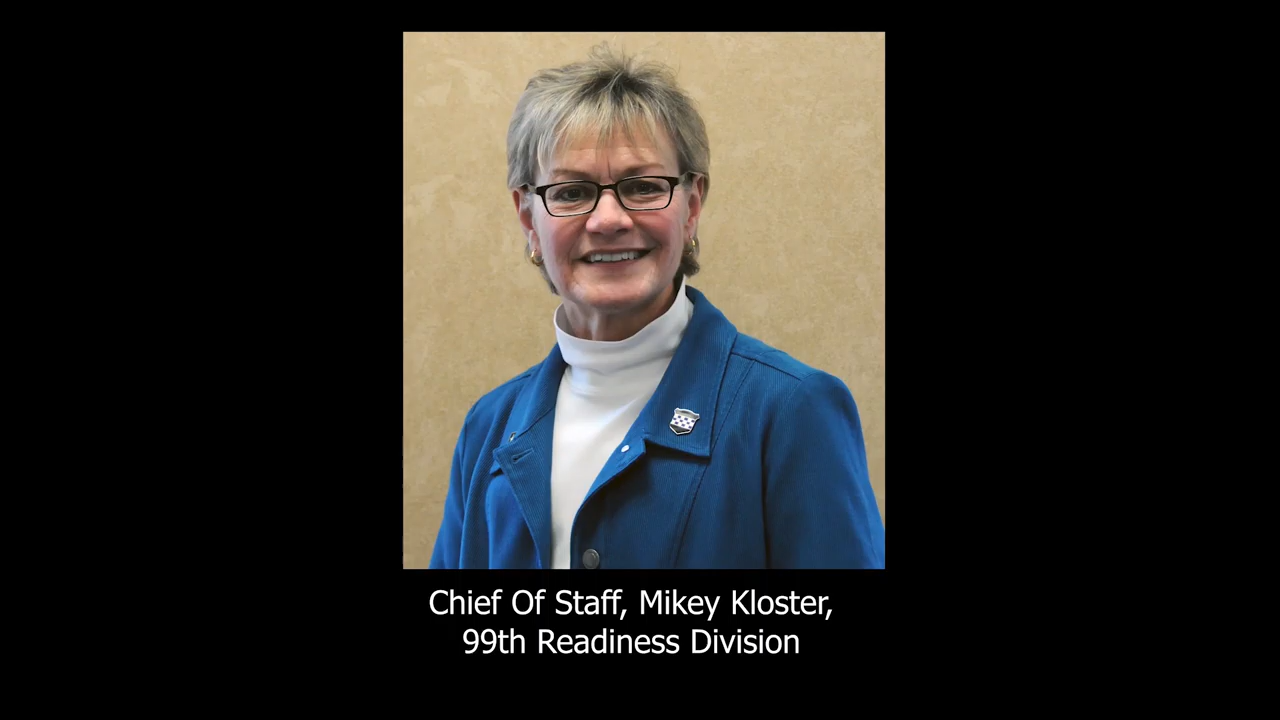 Chief Of Staff, Mikey Kloster,
99th Readiness Division